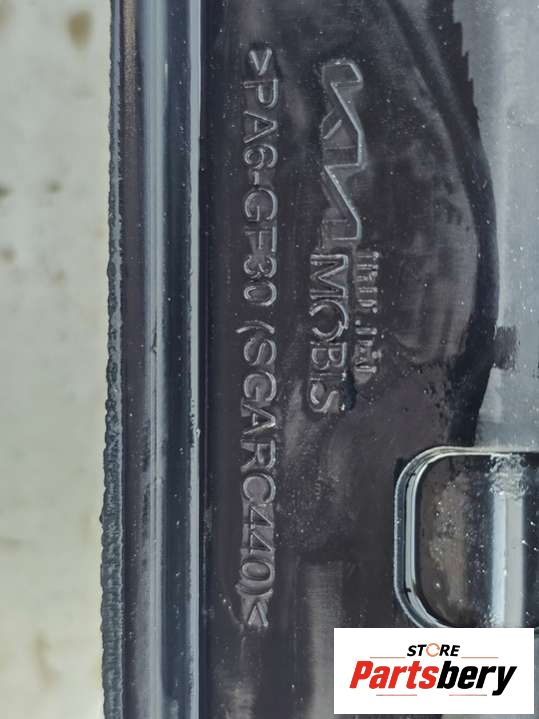 KIA
MOBIS
>PA6-GF30 (SGARC440)<
STORE
Partsbery